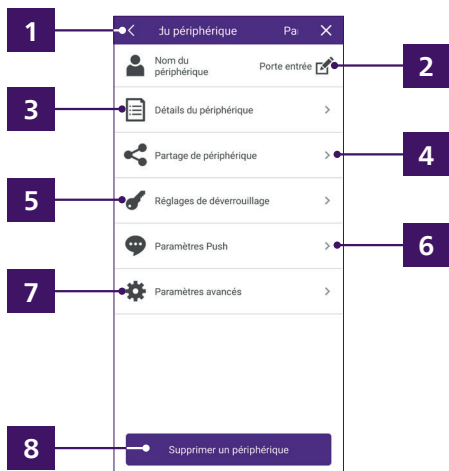 1
du périphérique Pa
2
Nom du
périphérique
Porte entrée
3
Détails du périphérique
4
Partage de périphérique
5
Réglages de déverrouillage
6
Paramètres Push
7
Paramètres avancés
8
Supprimer un périphérique